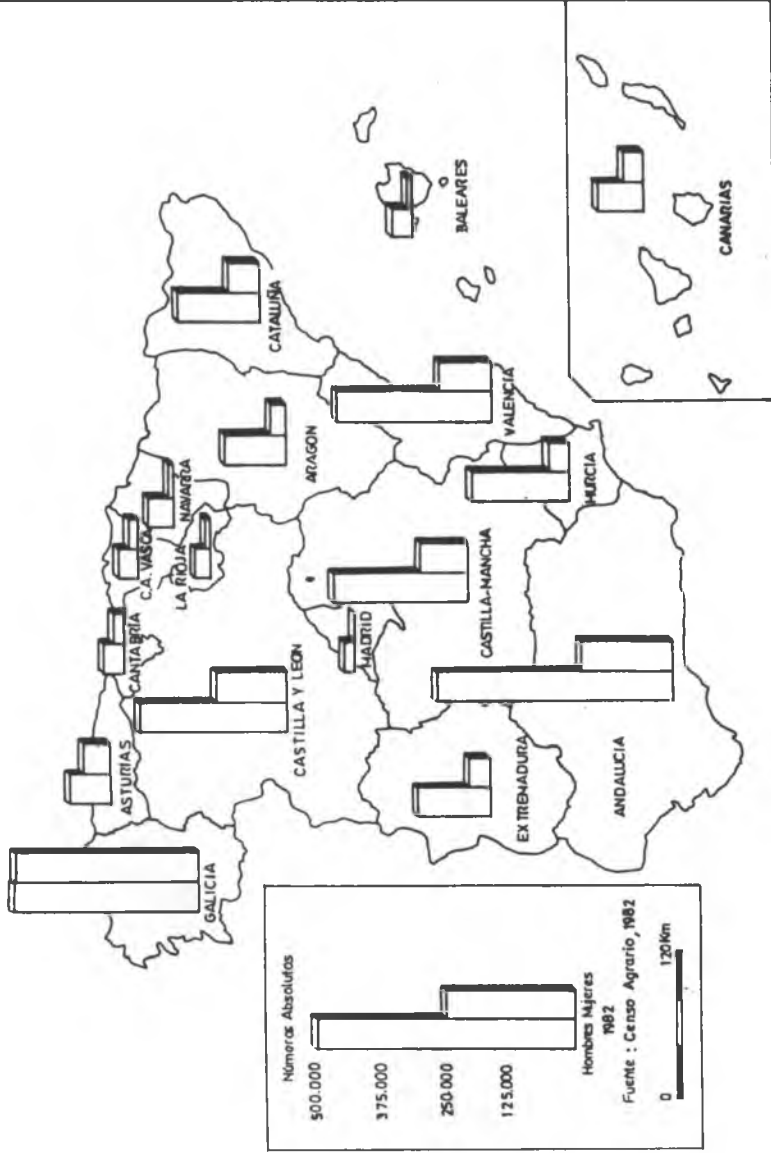 GALICIA
ASTURIAS
CANTABRIA
C.A. VASCO
NAVARRA
LA RIOJA
CATALUÑA
ARAGON
CASTILLA Y LEON
MADRID
CASTILLA-MANCHA
VALENCIA
BALEARES
EXTREMADURA
MURCIA
ANDALUCIA
CANARIAS
Números Absolutos
500.000
375.000
250.000
125.000
Hombres Mujeres
1982
Fuente : Censo Agrario, 1982
0 120Km